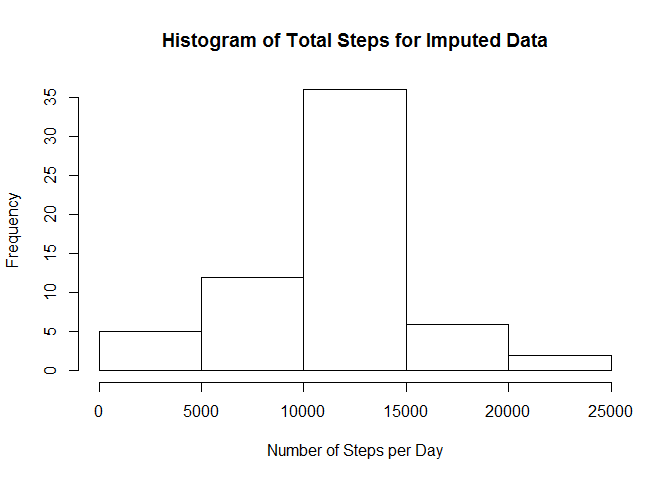 Histogram of Total Steps for Imputed Data
Frequency
35
30
25
20
15
10
5
0
0 5000 10000 15000 20000 25000
Number of Steps per Day